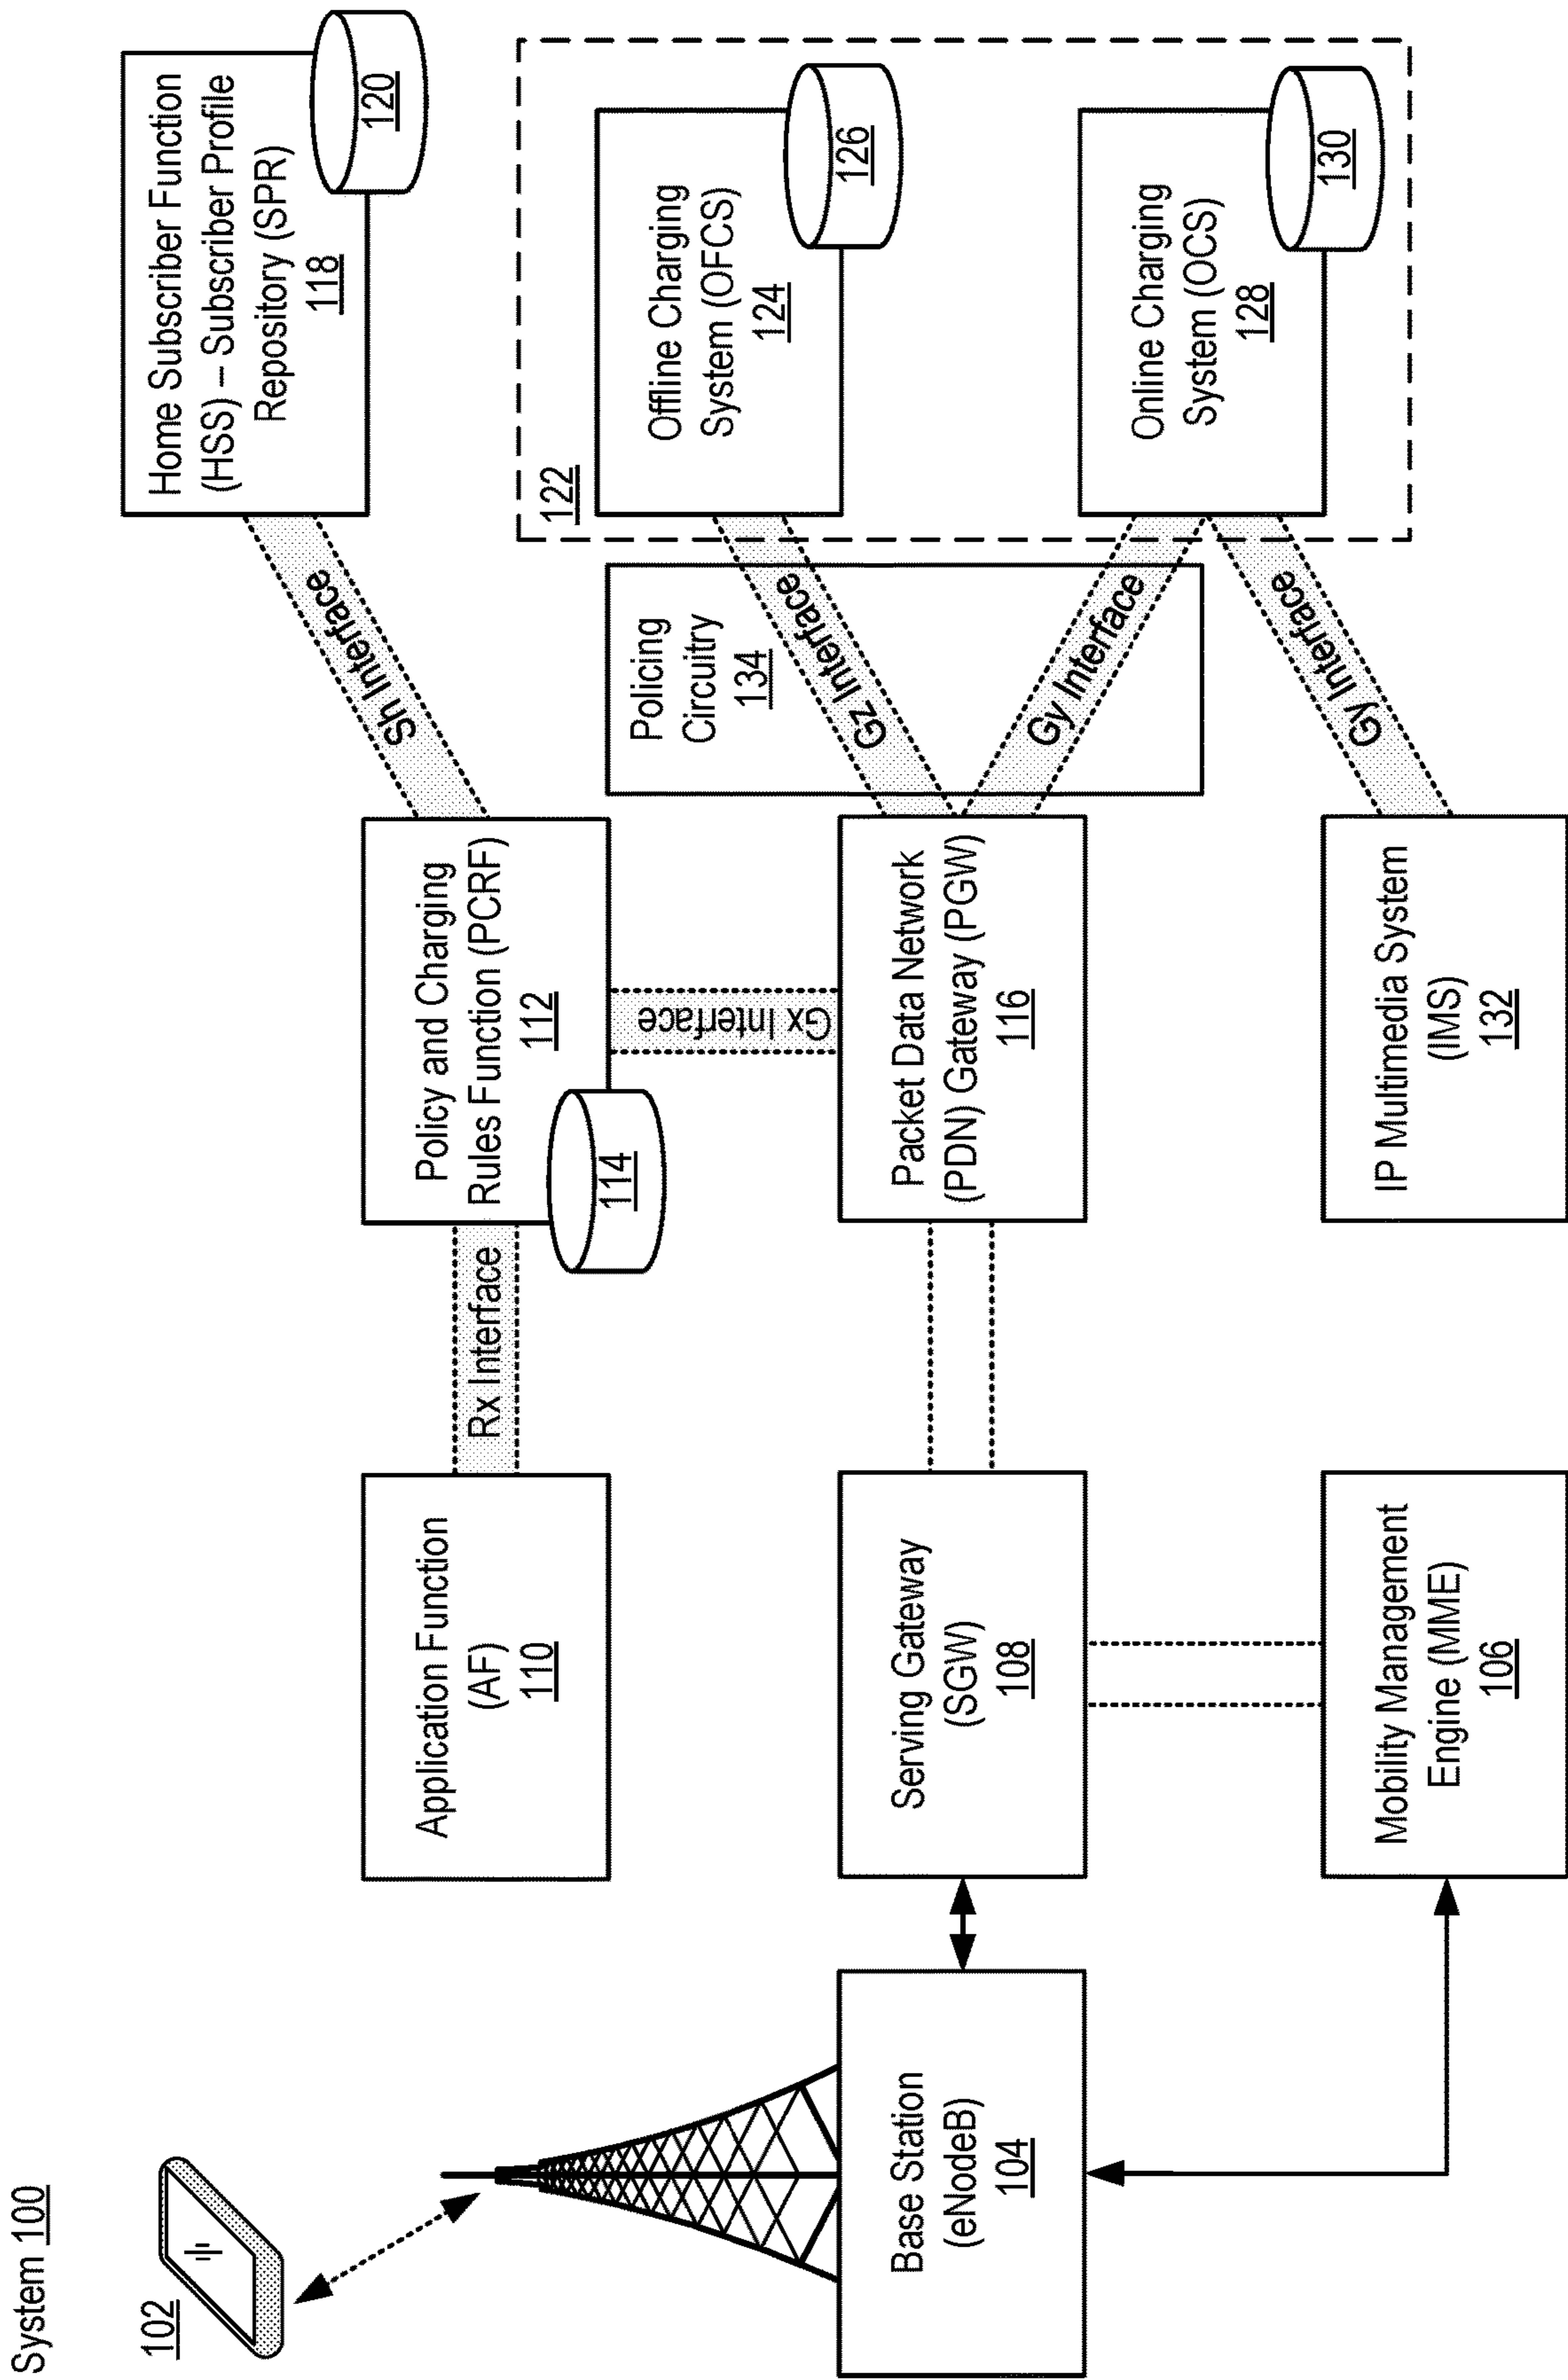 System 100
102
Base Station
(eNodeB)
104
Application Function
(AF)
110
Serving Gateway
(SGW)
108
Mobility Management
Engine (MME)
106
Rx Interface
Policy and Charging
Rules Function (PCRF)
112
114
Gx Interface
Packet Data Network
(PDN) Gateway (PGW)
116
IP Multimedia System
(IMS)
132
Sh Interface
Policing
Circuitry
134
Gz Interface
Gy Interface
Gy Interface
Home Subscriber Function
(HSS) – Subscriber Profile
Repository (SPR)
118
120
122
Offline Charging
System (OFCS)
124
126
Online Charging
System (OCS)
128
130